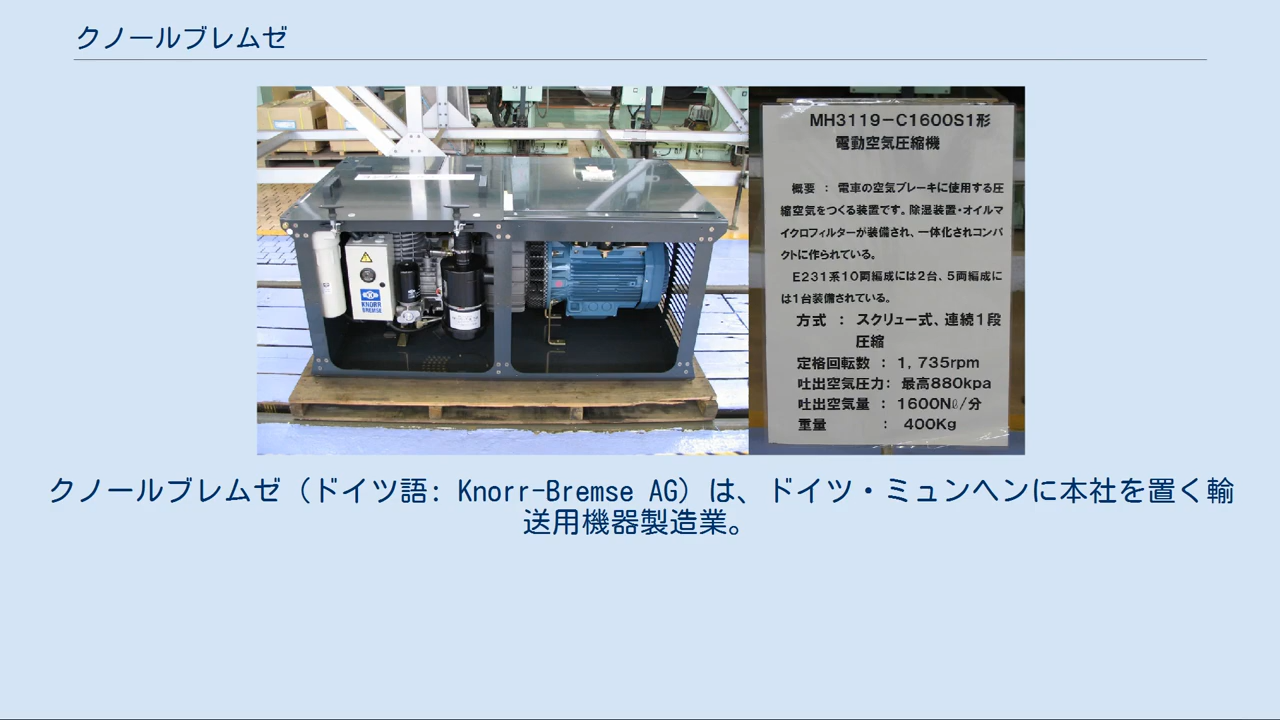 クノールブレムゼ
MH3119-C1600S1形
電動空気圧縮機
概要 : 電車の空気ブレーキに使用する圧
縮空気をつくる装置です。除湿装置・オイルマ
イクロフィルターが装備され、一体化されコンパ
クトに作られている。
E231系10両編成には2台、5両編成に
は1台装備されている。
方式 : スクリュー式、連続1段
圧縮
定格回転数 : 1,735rpm
吐出空気圧力: 最高880kpa
吐出空気量 : 1600Nℓ/分
重量 : 400Kg
KNORR
BREMSE
クノールブレムゼ(ドイツ語: Knorr-Bremse AG)は、ドイツ・ミュンヘンに本社を置く輸
送用機器製造業。